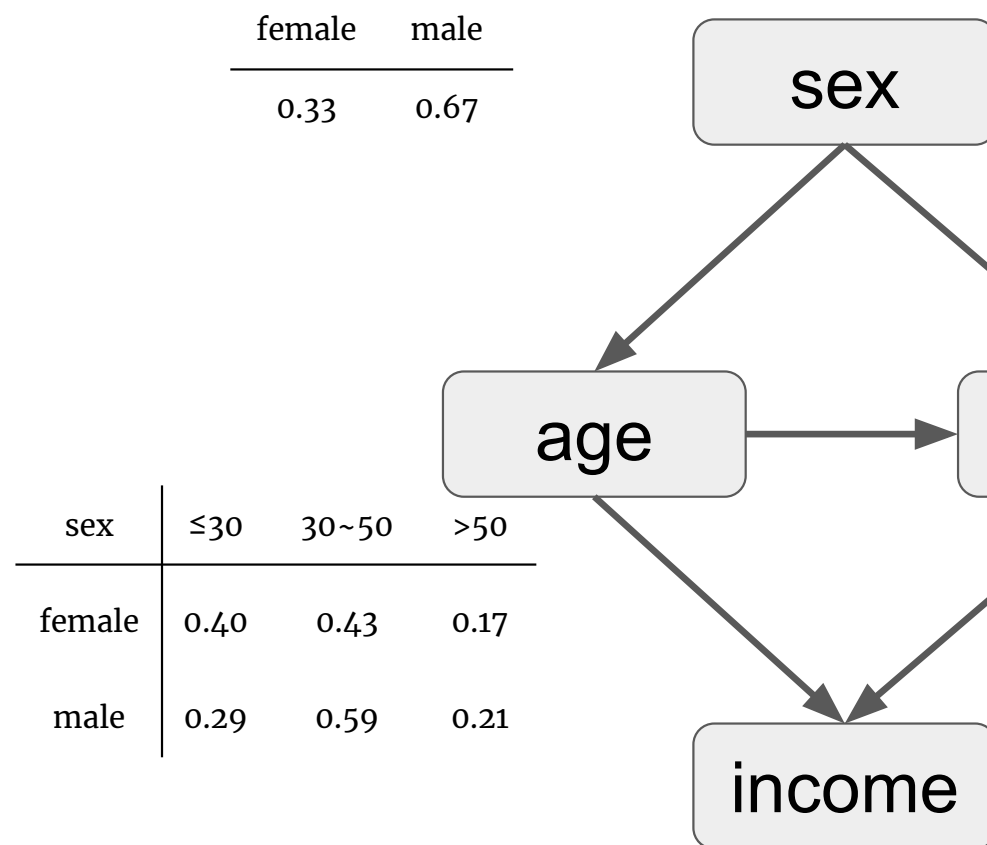 female male
0.33 0.67
sex
age
sex ≤30 30~50 >50
female 0.40 0.43 0.17
male 0.29 0.59 0.21
income